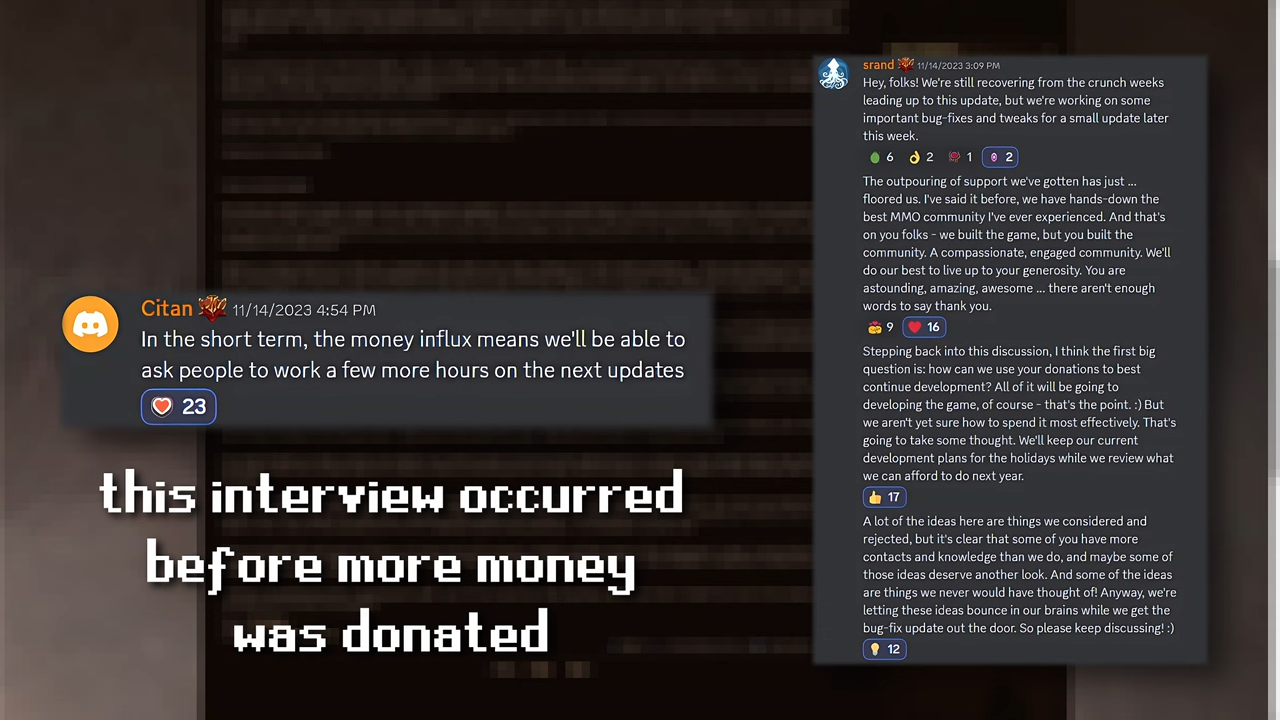 Citan 11/14/2023 4:54 PM
In the short term, the money influx means we'll be able to
ask people to work a few more hours on the next updates
23
this interview occurred
before more money
was donated
srand 11/14/2023 3:09 PM
Hey, folks! We're still recovering from the crunch weeks
leading up to this update, but we're working on some
important bug-fixes and tweaks for a small update later
this week.
6 2 1 2
The outpouring of support we've gotten has just ...
floored us. I've said it before, we have hands-down the
best MMO community I've ever experienced. And that's
on you folks - we built the game, but you built the
community. A compassionate, engaged community. We'll
do our best to live up to your generosity. You are
astounding, amazing, awesome ... there aren't enough
words to say thank you.
9 16
Stepping back into this discussion, I think the first big
question is: how can we use your donations to best
continue development? All of it will be going to
developing the game, of course - that's the point. :) But
we aren't yet sure how to spend it most effectively. That's
going to take some thought. We'll keep our current
development plans for the holidays while we review what
we can afford to do next year.
17
A lot of the ideas here are things we considered and
rejected, but it's clear that some of you have more
contacts and knowledge than we do, and maybe some of
those ideas deserve another look. And some of the ideas
are things we never would have thought of! Anyway, we're
letting these ideas bounce in our brains while we get the
bug-fix update out the door. So please keep discussing! :)
12